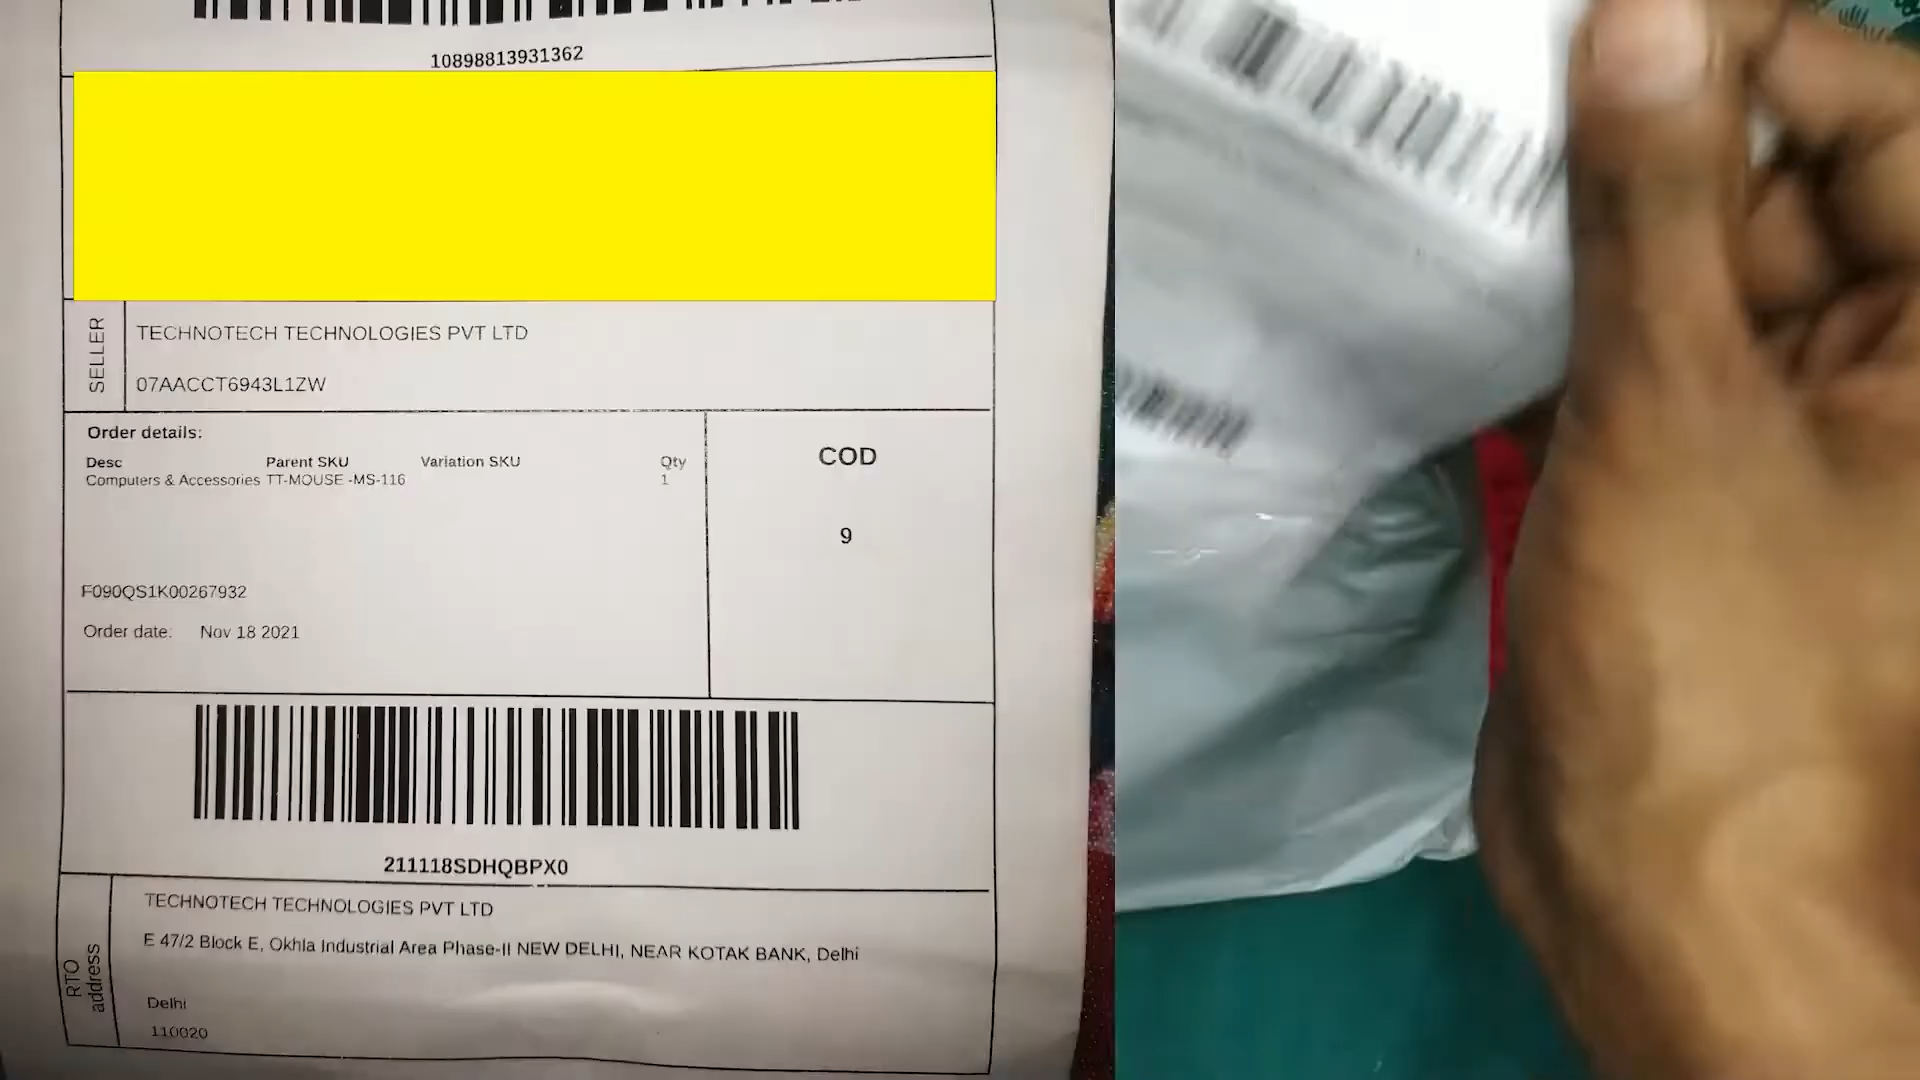 10898813931362
SELLER
TECHNOTECH TECHNOLOGIES PVT LTD
07AACCT6943L1ZW
Order details:
Desc Parent SKU Variation SKU Qty
Computers & Accessories TT-MOUSE -MS-116 1
COD
9
F090QS1K00267932
Order date: Nov 18 2021
211118SDHQBPX0
RTO address
TECHNOTECH TECHNOLOGIES PVT LTD
E 47/2 Block E, Okhla Industrial Area Phase-II NEW DELHI, NEAR KOTAK BANK, Delhi
Delhi
110020